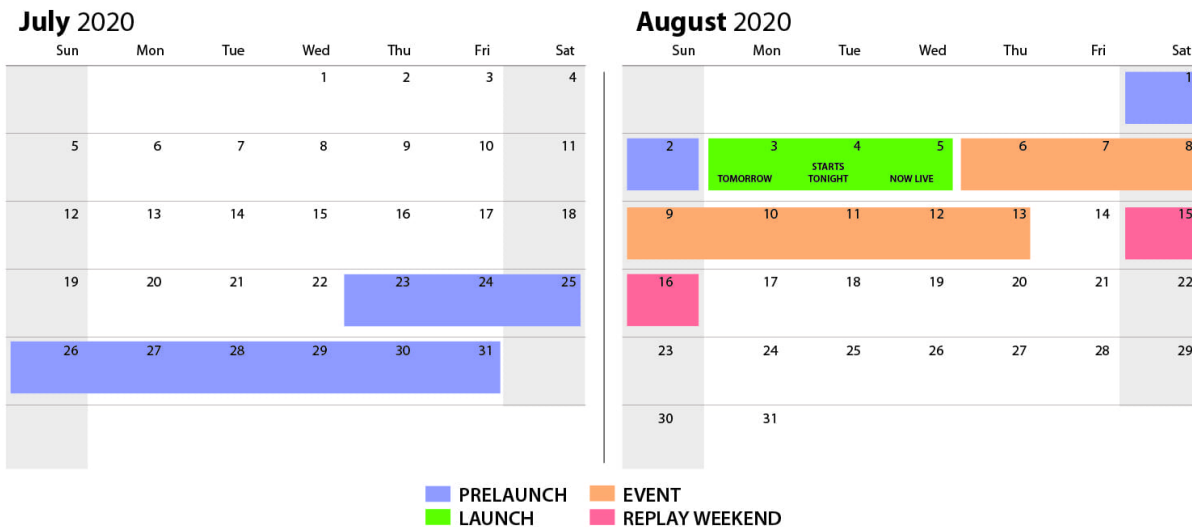 July 2020
Sun Mon Tue Wed Thu Fri Sat
1 2 3 4
5 6 7 8 9 10 11
12 13 14 15 16 17 18
19 20 21 22 23 24 25
26 27 28 29 30 31
August 2020
Sun Mon Tue Wed Thu Fri Sat
1
2 3 4 5 6 7 8
TOMORROW STARTS TONIGHT NOW LIVE
9 10 11 12 13 14 15
16 17 18 19 20 21 22
23 24 25 26 27 28 29
30 31
PRELAUNCH EVENT
LAUNCH REPLAY WEEKEND